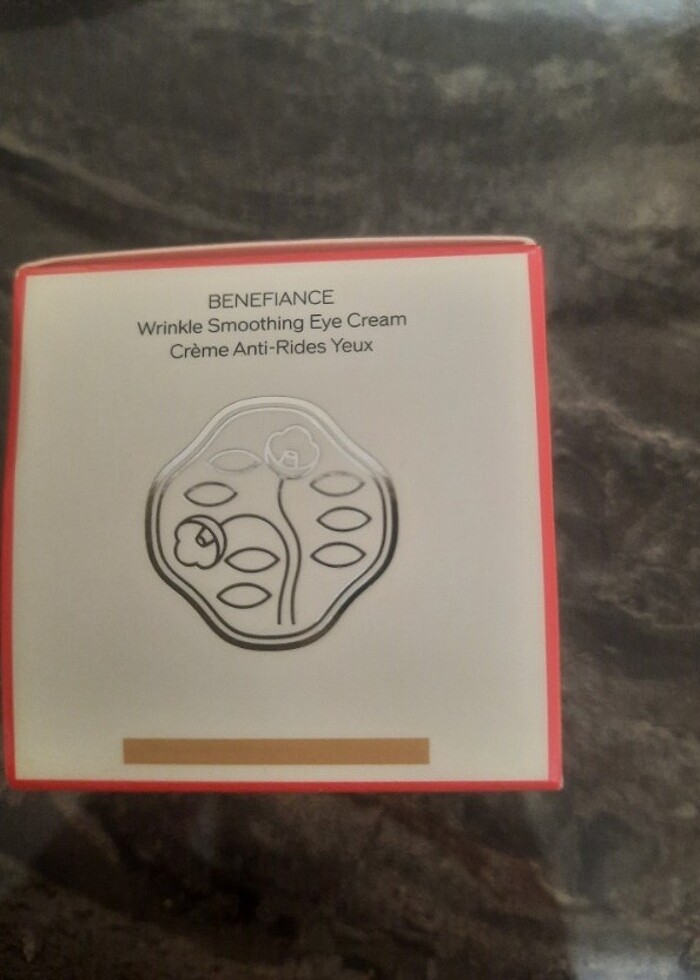 BENEFIANCE
Wrinkle Smoothing Eye Cream
Crème Anti-Rides Yeux